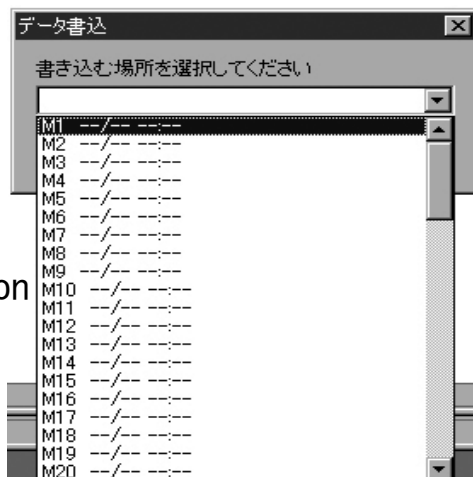 データ書込
書き込む場所を選択してください
M1 --/-- --:--
M2 --/-- --:--
M3 --/-- --:--
M4 --/-- --:--
M5 --/-- --:--
M6 --/-- --:--
M7 --/-- --:--
M8 --/-- --:--
M9 --/-- --:--
on
M10 --/-- --:--
M11 --/-- --:--
M12 --/-- --:--
M13 --/-- --:--
M14 --/-- --:--
M15 --/-- --:--
M16 --/-- --:--
M17 --/-- --:--
M18 --/-- --:--
M19 --/-- --:--
M20 --/-- --:--